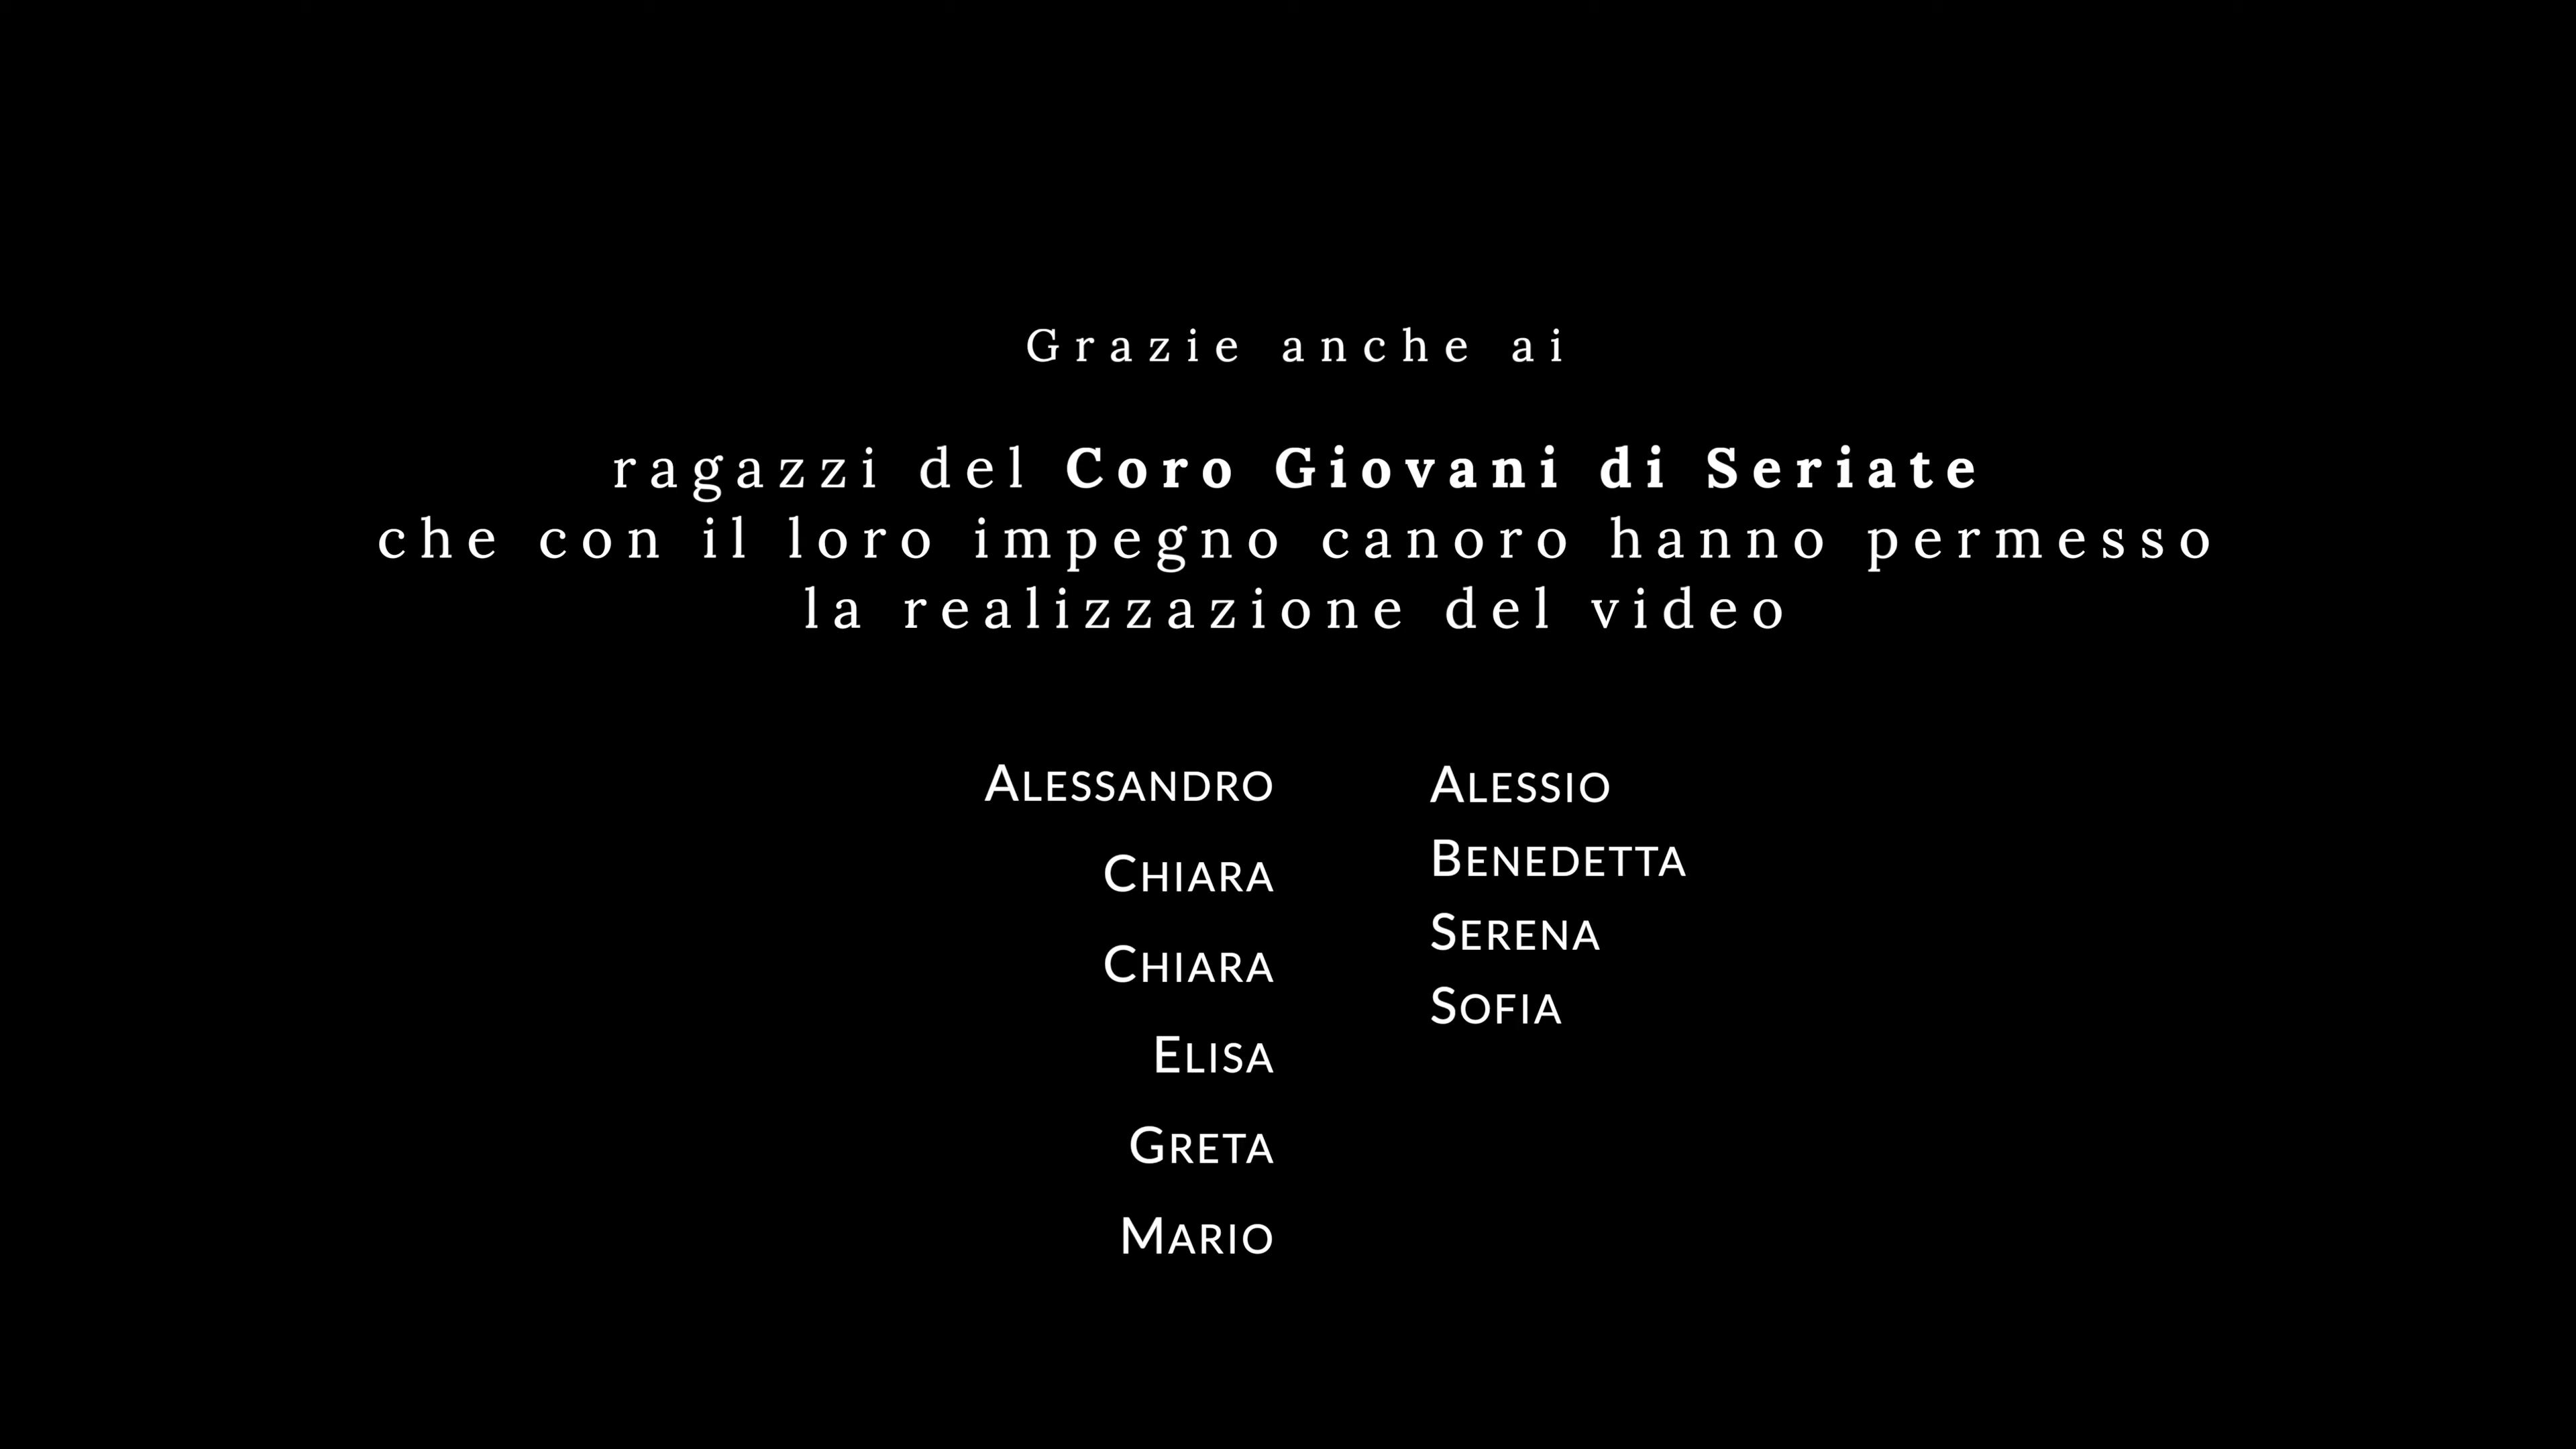 Grazie anche ai
ragazzi del Coro Giovani di Seriate
che con il loro impegno canoro hanno permesso
la realizzazione del video
ALESSANDRO
CHIARA
CHIARA
ELISA
GRETA
MARIO
ALESSIO
BENEDETTA
SERENA
SOFIA